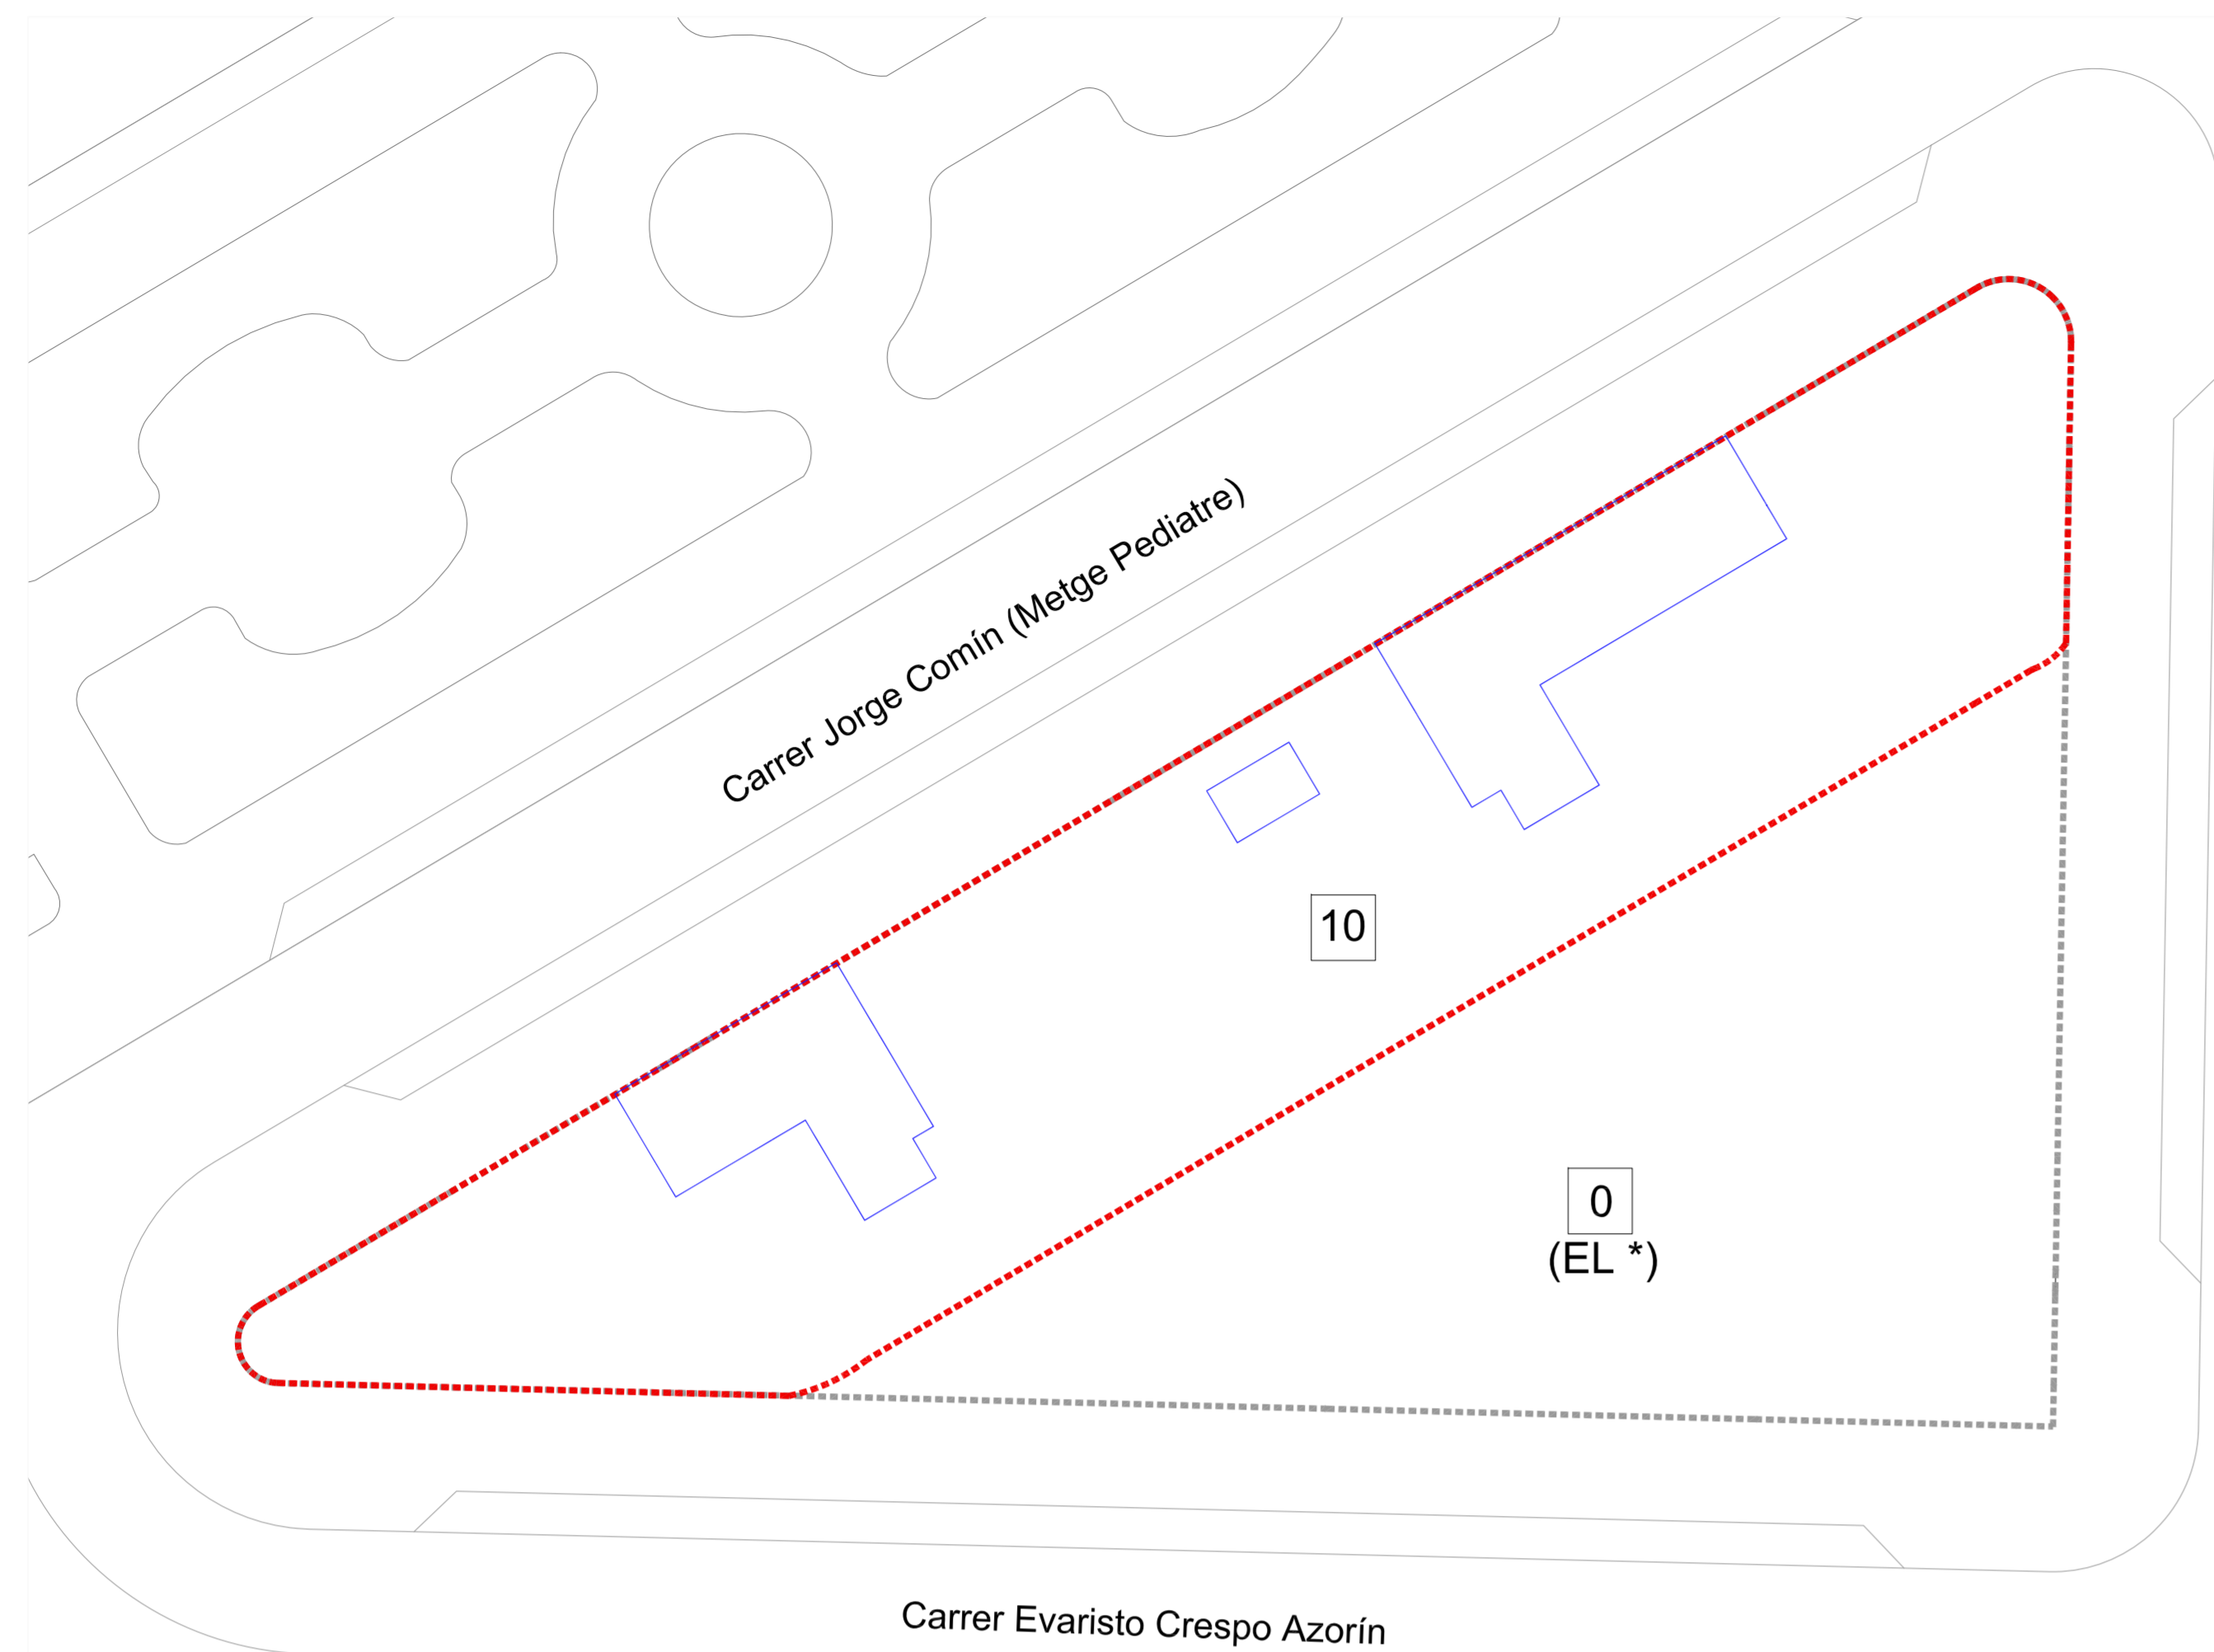 Carrer Jorge Comín (Metge Pediatre)
10
0
(EL *)
Carrer Evaristo Crespo Azorín